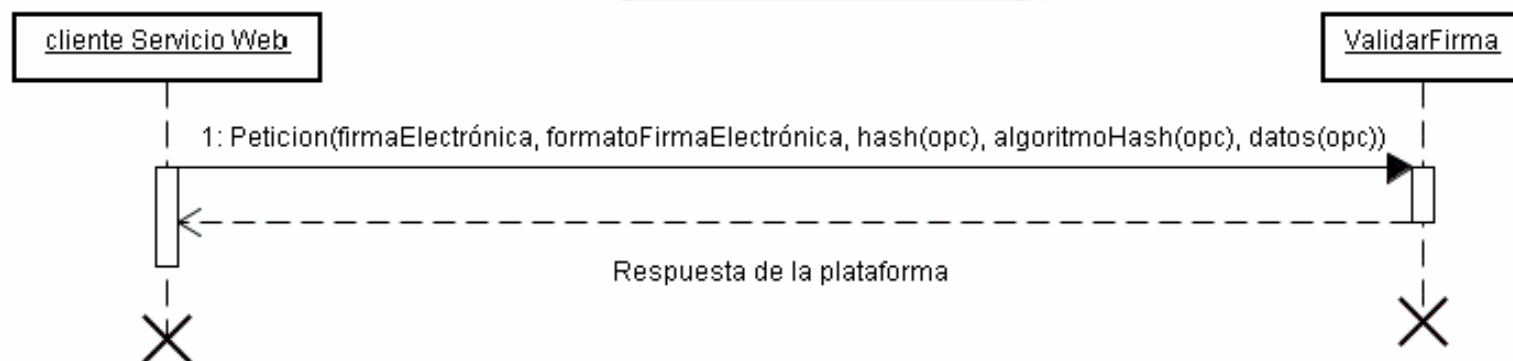 cliente Servicio Web
ValidarFirma
1: Peticion(firmaElectrónica, formatoFirmaElectrónica, hash(opc), algoritmoHash(opc), datos(opc))
Respuesta de la plataforma